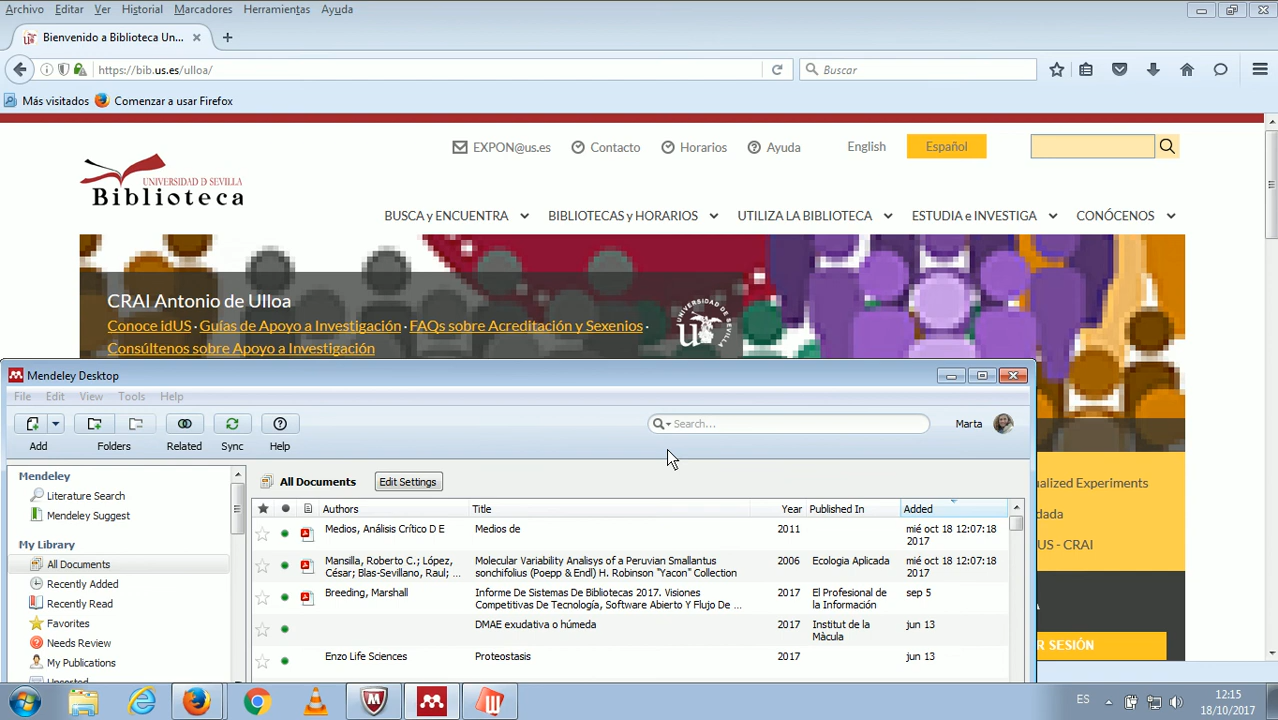 Archivo Editar Ver Historial Marcadores Herramientas Ayuda
Bienvenido a Biblioteca Un...
https://bib.us.es/ulloa/
Buscar
Más visitados Comenzar a usar Firefox
EXPON@us.es Contacto Horarios Ayuda English Español
UNIVERSIDAD D SEVILLA
Biblioteca
BUSCA y ENCUENTRA BIBLIOTECAS y HORARIOS UTILIZA LA BIBLIOTECA ESTUDIA e INVESTIGA CONÓCENOS
CRAI Antonio de Ulloa
Conoce idUS · Guías de Apoyo a Investigación · FAQs sobre Acreditación y Sexenios ·
Consúltenos sobre Apoyo a Investigación
UNIVERSIDAD DE SEVILLA
Mendeley Desktop
File Edit View Tools Help
Search...
Marta
Add Folders Related Sync Help
Mendeley
Literature Search
Mendeley Suggest
My Library
All Documents
Recently Added
Recently Read
Favorites
Needs Review
My Publications
All Documents Edit Settings
Authors Title Year Published In Added
Medios, Análisis Crítico D E Medios de 2011 mié oct 18 12:07:18
2017
Mansilla, Roberto C.; López, Molecular Variability Analisys of a Peruvian Smallantus 2006 Ecologia Aplicada mié oct 18 12:07:18
César; Blas-Sevillano, Raul; ... sonchifolius (Poepp & Endl) H. Robinson "Yacon" Collection 2017
Breeding, Marshall Informe De Sistemas De Bibliotecas 2017. Visiones 2017 El Profesional de sep 5
Competitivas De Tecnología, Software Abierto Y Flujo De ... la Información
DMAE exudativa o húmeda 2017 Institut de la jun 13
Màcula
Enzo Life Sciences Proteostasis 2017 jun 13
ualized Experiments
dada
US - CRAI
R SESIÓN
ES 12:15
18/10/2017